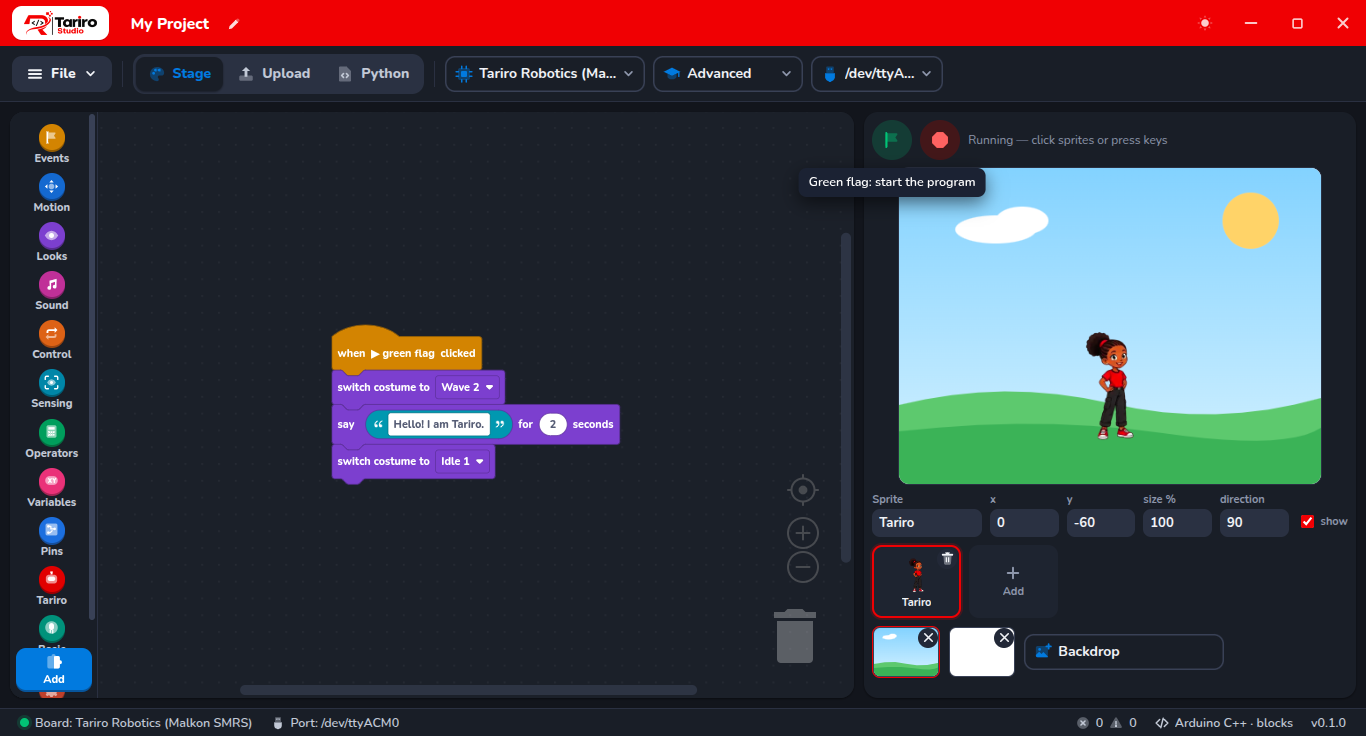 Tariro
Studio
My Project
File
Stage
Upload
Python
Tariro Robotics (Ma...
Advanced
/dev/ttyA...
Events
Motion
Looks
Sound
Control
Sensing
Operators
Variables
Pins
Tariro
Add
when ▶ green flag clicked
switch costume to Wave 2
say “ Hello! I am Tariro. ” for 2 seconds
switch costume to Idle 1
Running — click sprites or press keys
Green flag: start the program
Sprite x y size % direction
Tariro 0 -60 100 90 show
Tariro
Add
Backdrop
Board: Tariro Robotics (Malkon SMRS)
Port: /dev/ttyACM0
0 0
Arduino C++ · blocks
v0.1.0